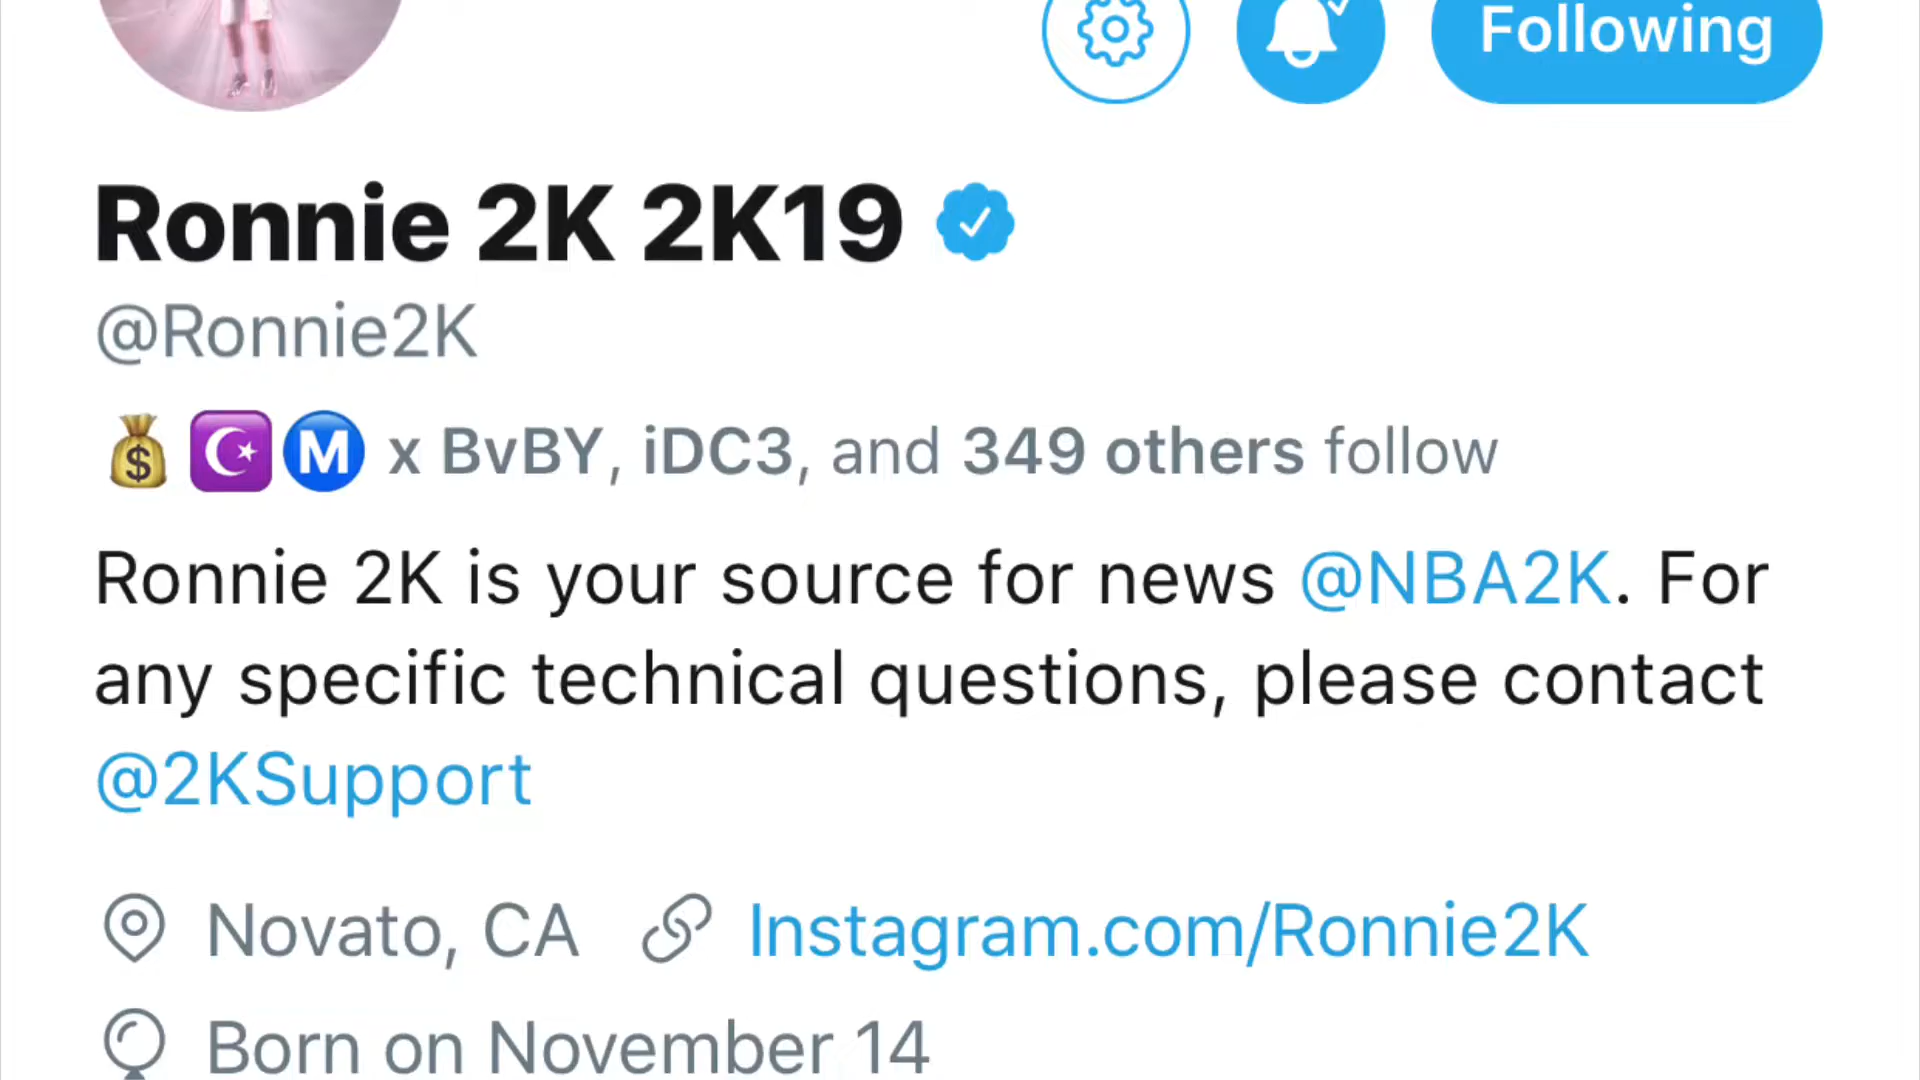 Following
Ronnie 2K 2K19
@Ronnie2K
💰☪️Ⓜ️ x BvBY, iDC3, and 349 others follow
Ronnie 2K is your source for news @NBA2K. For
any specific technical questions, please contact
@2KSupport
Novato, CA Instagram.com/Ronnie2K
Born on November 14